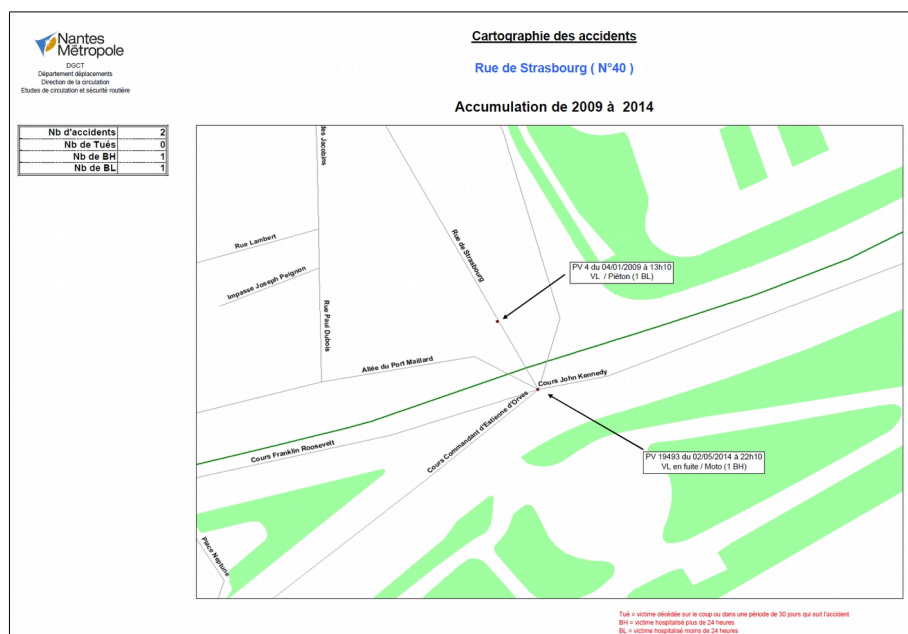 Nantes
Métropole
DGCT
Département déplacements
Direction de la circulation
Etudes de circulation et sécurité routière
Cartographie des accidents
Rue de Strasbourg ( N°40 )
Accumulation de 2009 à 2014
Nb d'accidents 2
Nb de Tués 0
Nb de BH 1
Nb de BL 1
des Jacobins
Rue Lambert
Rue de Strasbourg
Impasse Joseph Peignon
PV 4 du 04/01/2009 à 13h10
VL / Piéton (1 BL)
Rue Paul Dubois
Allée du Port Maillard
Cours John Kennedy
Cours Commandant d'Estienne d'Orves
Cours Franklin Roosevelt
PV 19493 du 02/05/2014 à 22h10
VL en fuite / Moto (1 BH)
Place Neptune
Tué = victime décédée sur le coup ou dans une période de 30 jours qui suit l'accident
BH = victime hospitalisé plus de 24 heures
BL = victime hospitalisé moins de 24 heures